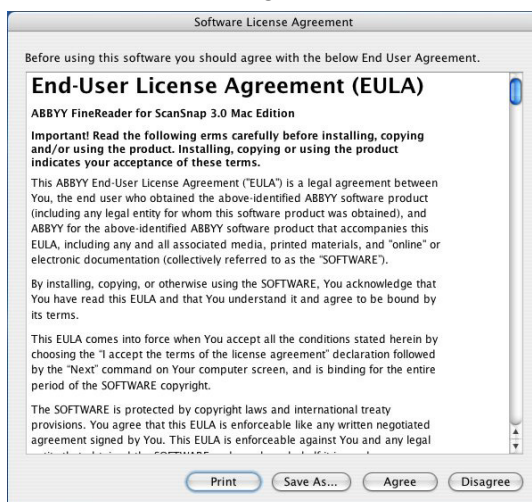 Software License Agreement
Before using this software you should agree with the below End User Agreement.
End-User License Agreement (EULA)
ABBYY FineReader for ScanSnap 3.0 Mac Edition
Important! Read the following erms carefully before installing, copying
and/or using the product. Installing, copying or using the product
indicates your acceptance of these terms.
This ABBYY End-User License Agreement ("EULA") is a legal agreement between
You, the end user who obtained the above-identified ABBYY software product
(including any legal entity for whom this software product was obtained), and
ABBYY for the above-identified ABBYY software product that accompanies this
EULA, including any and all associated media, printed materials, and "online" or
electronic documentation (collectively referred to as the "SOFTWARE").
By installing, copying, or otherwise using the SOFTWARE, You acknowledge that
You have read this EULA and that You understand it and agree to be bound by
its terms.
This EULA comes into force when You accept all the conditions stated herein by
choosing the "I accept the terms of the license agreement" declaration followed
by the "Next" command on Your computer screen, and is binding for the entire
period of the SOFTWARE copyright.
The SOFTWARE is protected by copyright laws and international treaty
provisions. You agree that this EULA is enforceable like any written negotiated
agreement signed by You. This EULA is enforceable against You and any legal
Print Save As... Agree Disagree